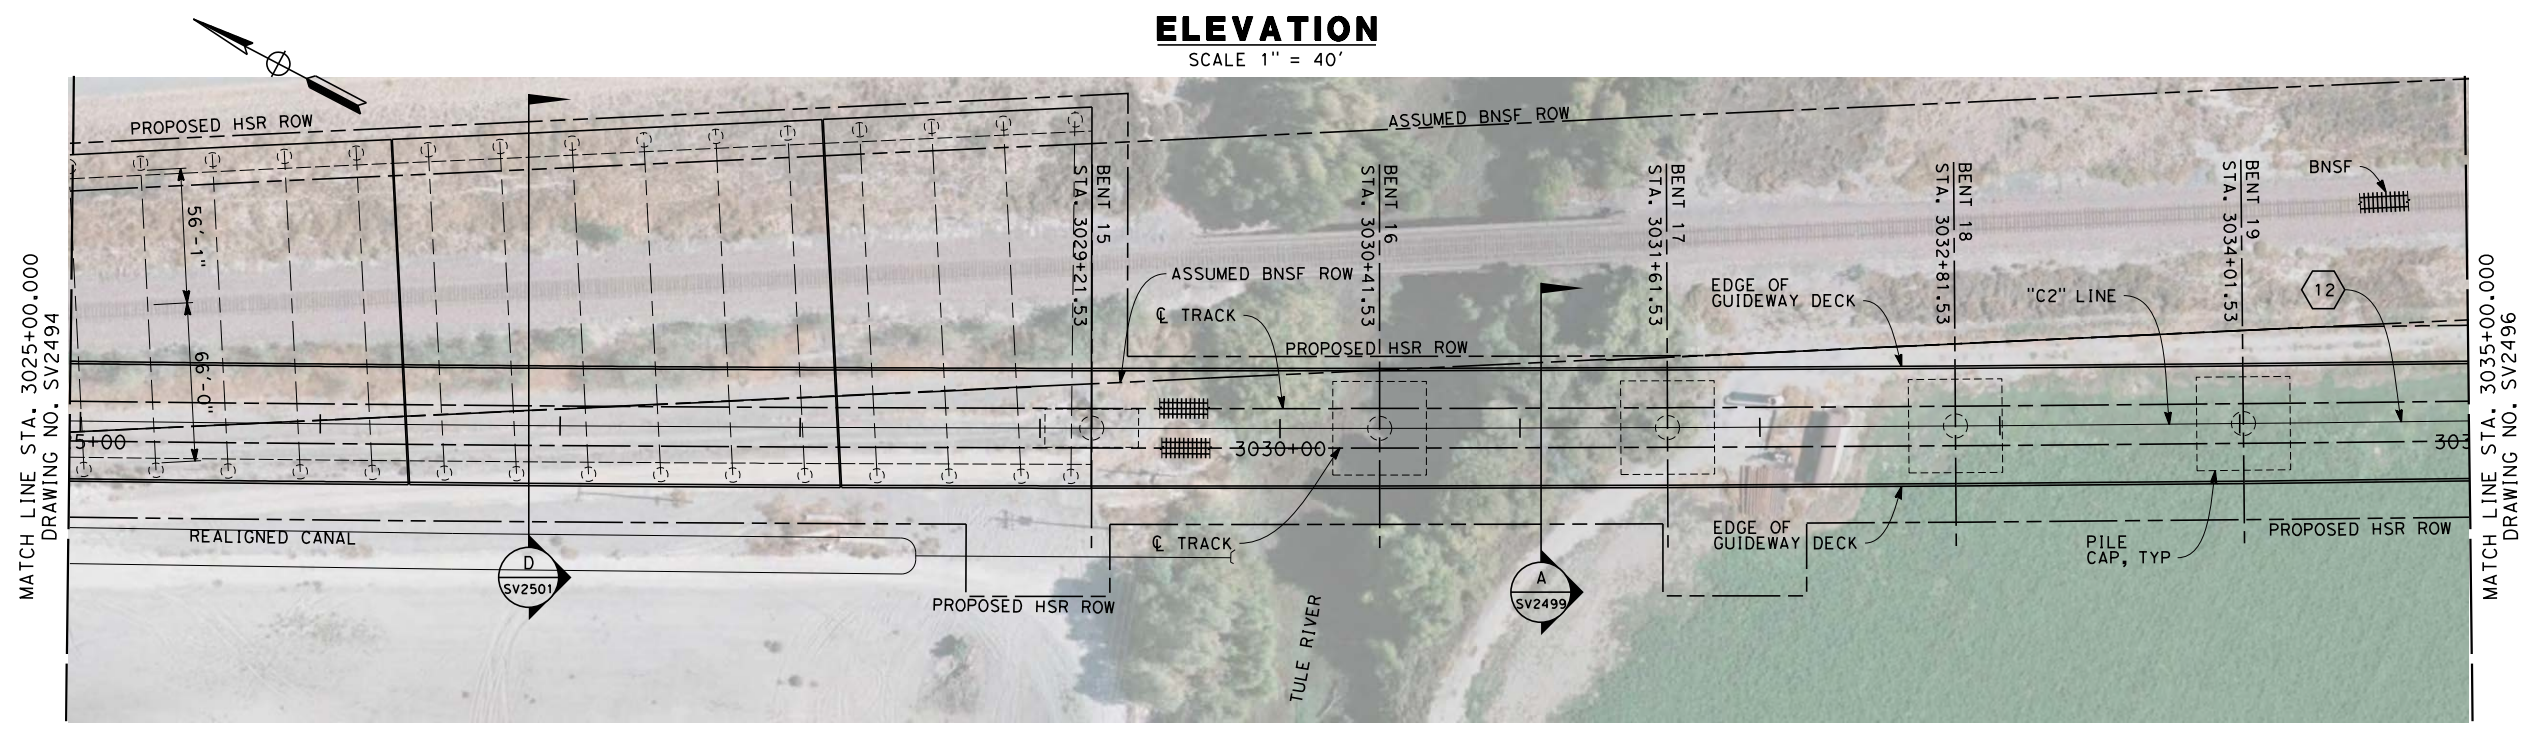 ELEVATION
SCALE 1" = 40'
PROPOSED HSR ROW
ASSUMED BNSF ROW
BENT 15
STA. 3029+21.53
BENT 16
STA. 3030+41.53
BENT 17
STA. 3031+61.53
BENT 18
STA. 3032+81.53
BENT 19
STA. 3034+01.53
BNSF
56'-1"
66'-0"
ASSUMED BNSF ROW
℄ TRACK
PROPOSED HSR ROW
EDGE OF
GUIDEWAY DECK
"C2" LINE
12
MATCH LINE STA. 3025+00.000
DRAWING NO. SV2494
MATCH LINE STA. 3035+00.000
DRAWING NO. SV2496
5+00
3030+00
303
REALIGNED CANAL
D
SV2501
℄ TRACK
A
SV2499
EDGE OF
GUIDEWAY DECK
PILE
CAP, TYP
PROPOSED HSR ROW
PROPOSED HSR ROW
TULE RIVER